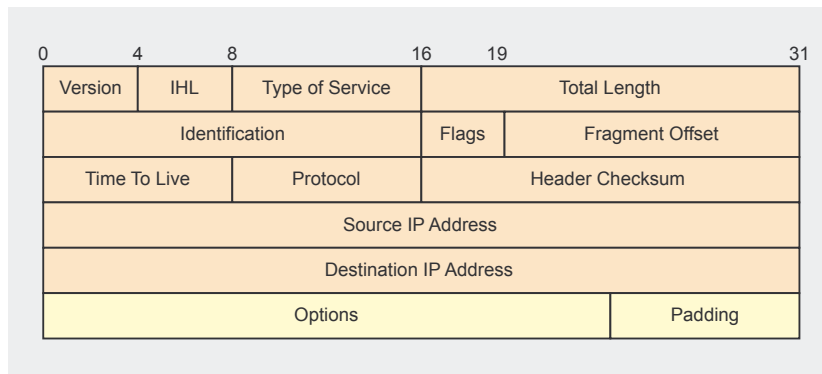 0 4 8 16 19 31
Version IHL Type of Service Total Length
Identification Flags Fragment Offset
Time To Live Protocol Header Checksum
Source IP Address
Destination IP Address
Options Padding